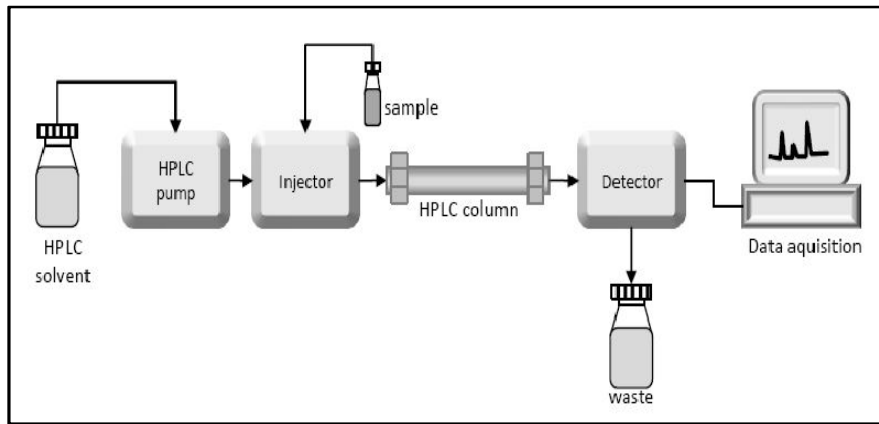 sample
HPLC
pump
Injector
Detector
HPLC column
HPLC
solvent
Data aquisition
waste